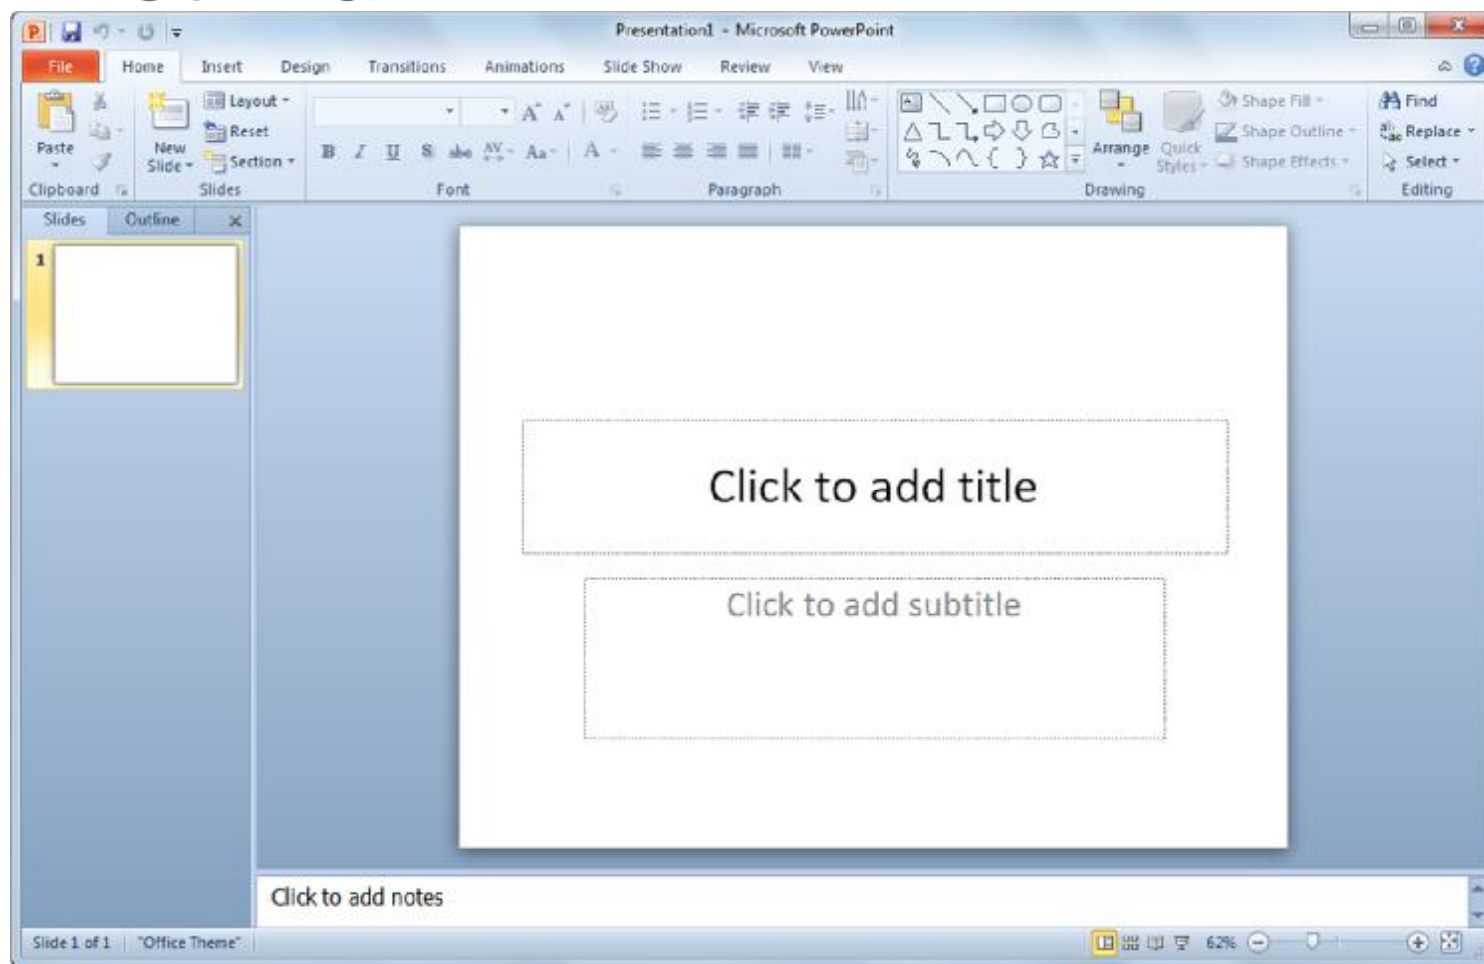 Presentation1 - Microsoft PowerPoint
File Home Insert Design Transitions Animations Slide Show Review View
Paste
Clipboard
New Slide
Layout
Reset
Section
Slides
B I U S abc AV Aa A
Font
Paragraph
Arrange
Quick Styles
Shape Fill
Shape Outline
Shape Effects
Drawing
Find
Replace
Select
Editing
Slides Outline
1
Click to add title
Click to add subtitle
Click to add notes
Slide 1 of 1 "Office Theme" 62%